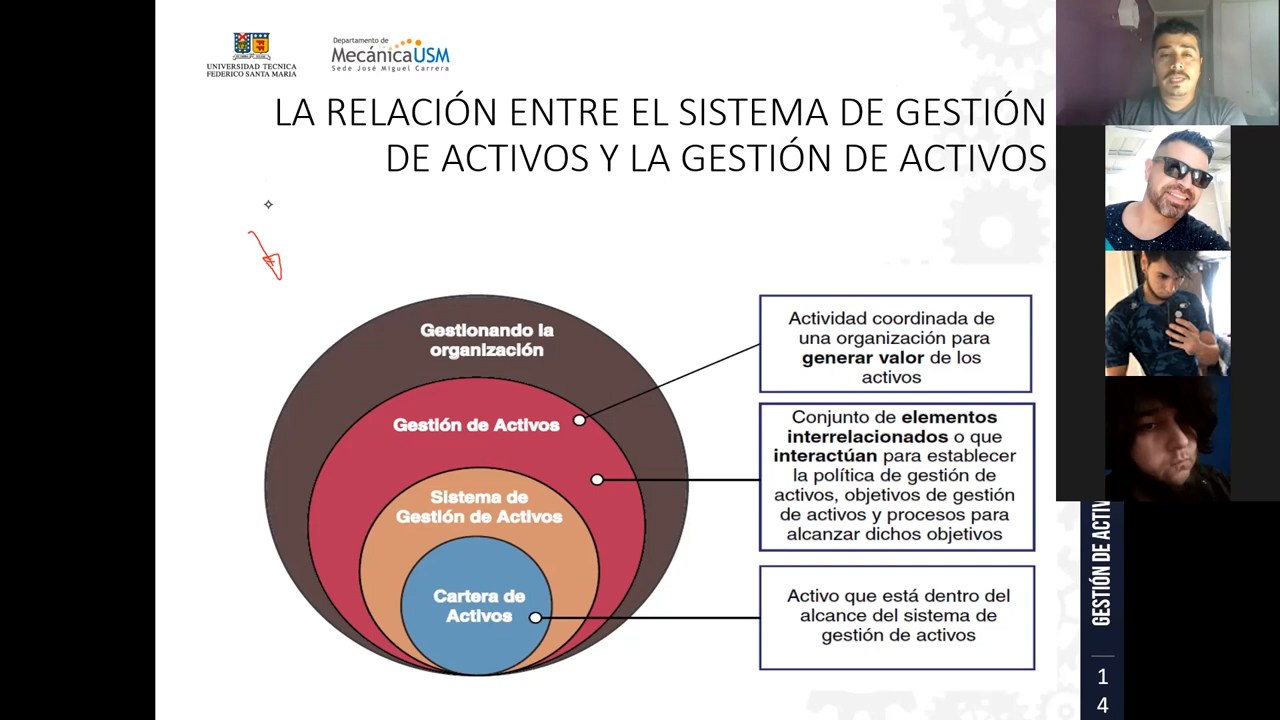 UNIVERSIDAD TECNICA
FEDERICO SANTA MARIA
Departamento de
MecánicaUSM
Sede José Miguel Carrera
LA RELACIÓN ENTRE EL SISTEMA DE GESTIÓN
DE ACTIVOS Y LA GESTIÓN DE ACTIVOS
Gestionando la
organización
Gestión de Activos
Sistema de
Gestión de Activos
Cartera de
Activos
Actividad coordinada de
una organización para
generar valor de los
activos
Conjunto de elementos
interrelacionados o que
interactúan para establecer
la política de gestión de
activos, objetivos de gestión
de activos y procesos para
alcanzar dichos objetivos
Activo que está dentro del
alcance del sistema de
gestión de activos
GESTIÓN DE ACTIV
1
4